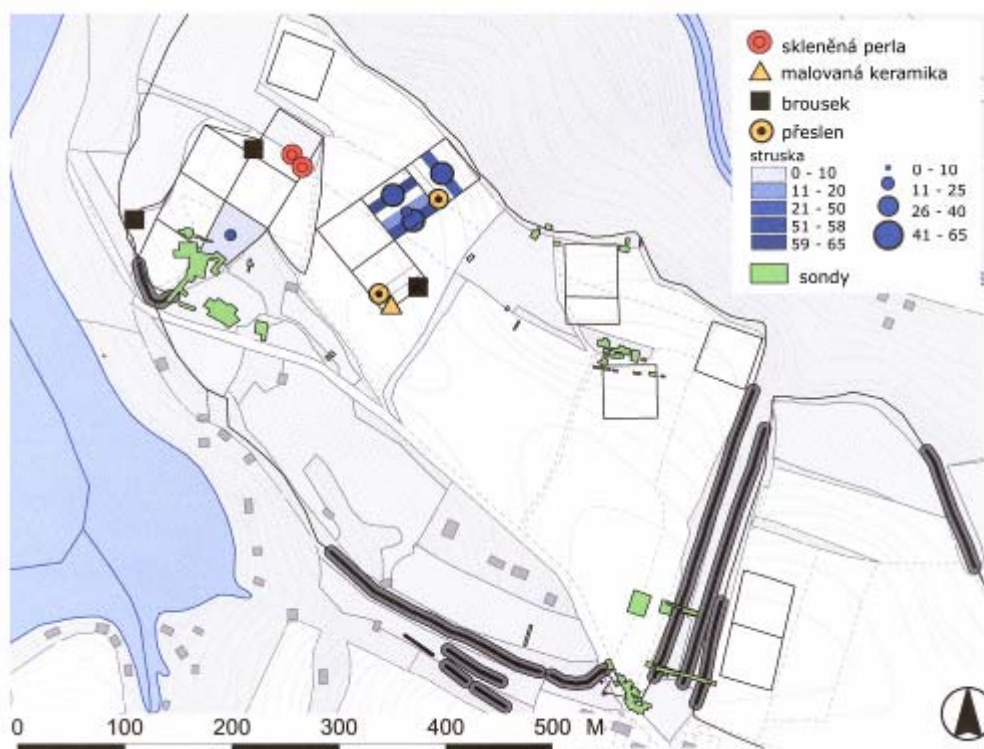 skleněná perla
malovaná keramika
brousek
přeslen
struska
0 - 10
11 - 20
21 - 50
51 - 58
59 - 65
0 - 10
11 - 25
26 - 40
41 - 65
sondy
0 100 200 300 400 500 M